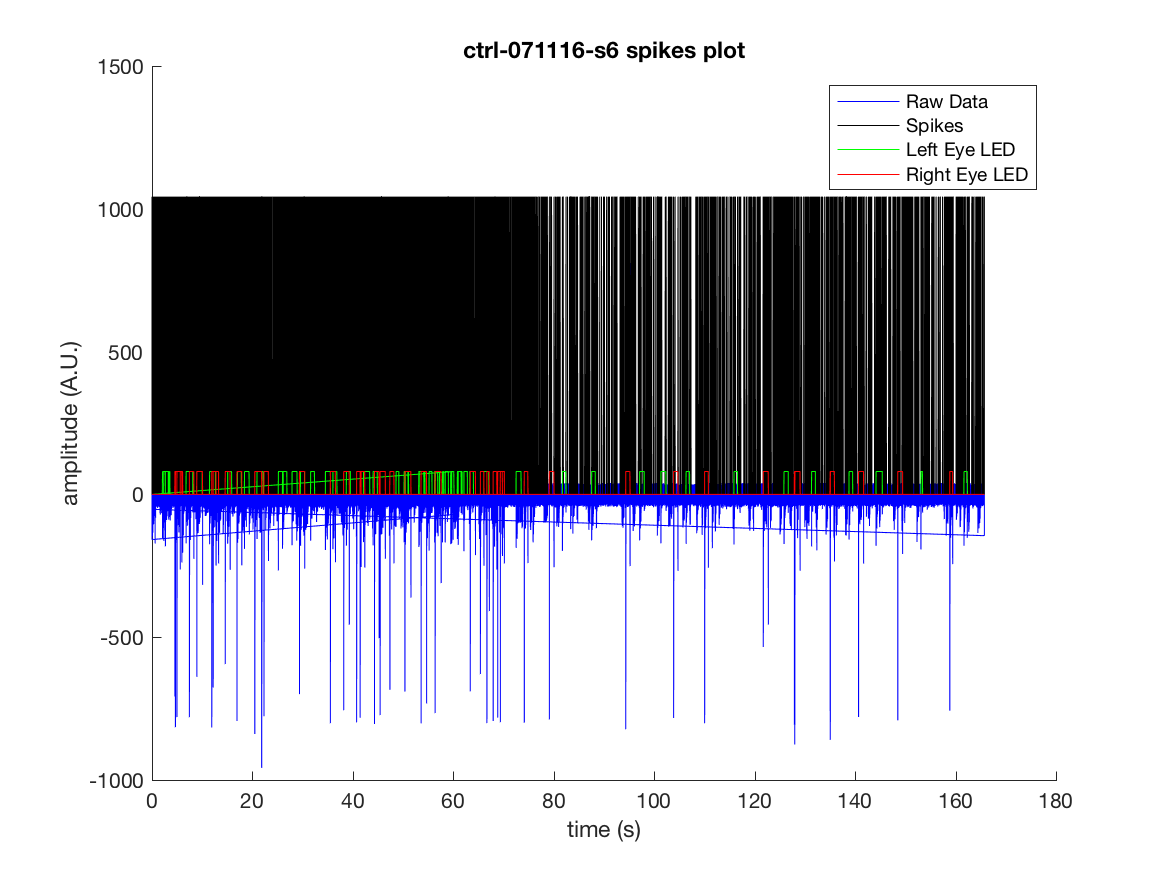 ctrl-071116-s6 spikes plot
1500
1000
500
0
-500
-1000
amplitude (A.U.)
Raw Data
Spikes
Left Eye LED
Right Eye LED
0 20 40 60 80 100 120 140 160 180
time (s)